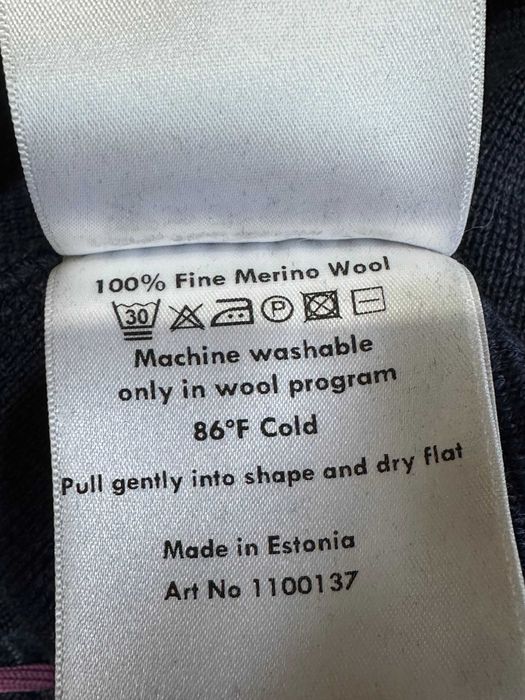 100% Fine Merino Wool
30 P
Machine washable
only in wool program
86°F Cold
Pull gently into shape and dry flat
Made in Estonia
Art No 1100137